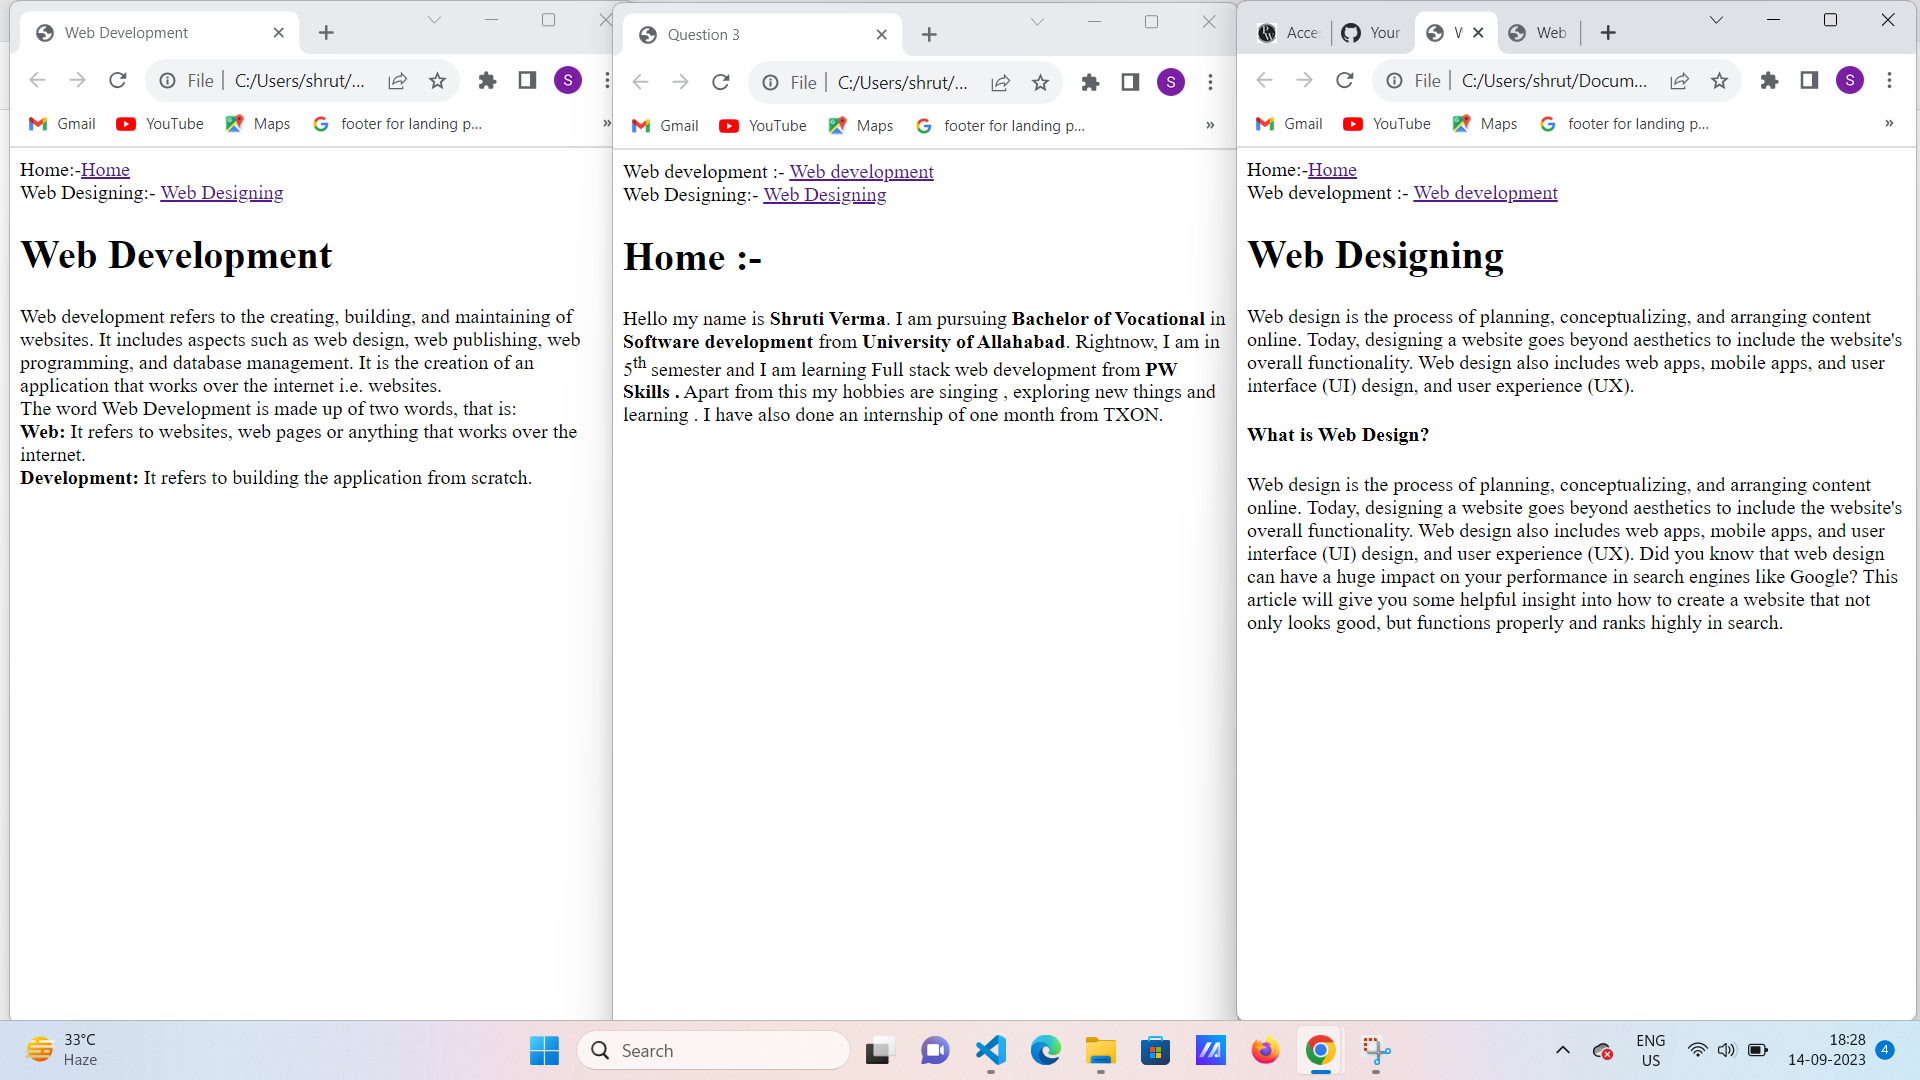 Web Development
File C:/Users/shrut/...
S
Gmail YouTube Maps footer for landing p... »
Home:-Home
Web Designing:- Web Designing
Web Development
Web development refers to the creating, building, and maintaining of
websites. It includes aspects such as web design, web publishing, web
programming, and database management. It is the creation of an
application that works over the internet i.e. websites.
The word Web Development is made up of two words, that is:
Web: It refers to websites, web pages or anything that works over the
internet.
Development: It refers to building the application from scratch.
Question 3
File C:/Users/shrut/...
S
Gmail YouTube Maps footer for landing p... »
Web development :- Web development
Web Designing:- Web Designing
Home :-
Hello my name is Shruti Verma. I am pursuing Bachelor of Vocational in
Software development from University of Allahabad. Rightnow, I am in
5th semester and I am learning Full stack web development from PW
Skills . Apart from this my hobbies are singing , exploring new things and
learning . I have also done an internship of one month from TXON.
Acces Your W Web
File C:/Users/shrut/Docum...
S
Gmail YouTube Maps footer for landing p... »
Home:-Home
Web development :- Web development
Web Designing
Web design is the process of planning, conceptualizing, and arranging content
online. Today, designing a website goes beyond aesthetics to include the website's
overall functionality. Web design also includes web apps, mobile apps, and user
interface (UI) design, and user experience (UX).
What is Web Design?
Web design is the process of planning, conceptualizing, and arranging content
online. Today, designing a website goes beyond aesthetics to include the website's
overall functionality. Web design also includes web apps, mobile apps, and user
interface (UI) design, and user experience (UX). Did you know that web design
can have a huge impact on your performance in search engines like Google? This
article will give you some helpful insight into how to create a website that not
only looks good, but functions properly and ranks highly in search.
33°C
Haze
Search
ENG
US
18:28
14-09-2023
4